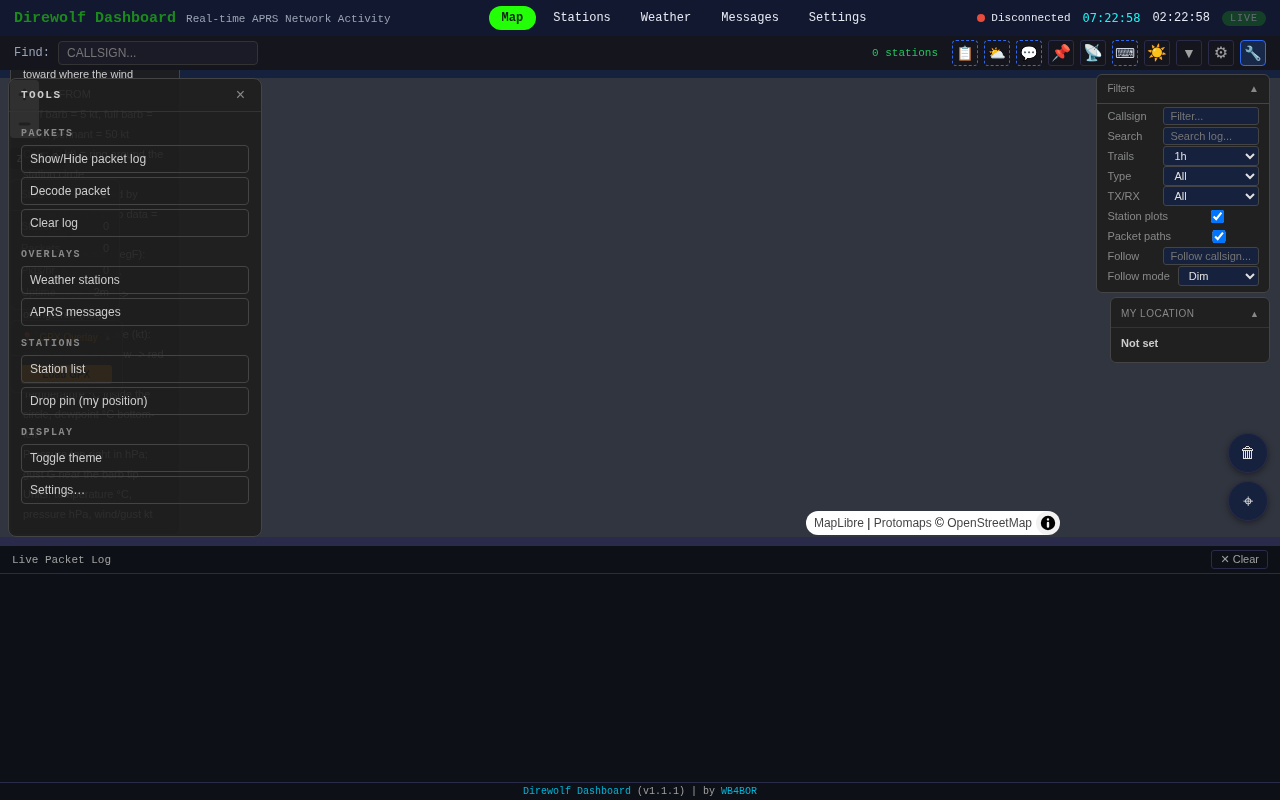 Direwolf Dashboard Real-time APRS Network Activity
Map Stations Weather Messages Settings
Disconnected 07:22:58 02:22:58 LIVE
Find: CALLSIGN...
0 stations
toward where the wind
TOOLS ×
PACKETS
Show/Hide packet log
Decode packet
Clear log
OVERLAYS
Weather stations
APRS messages
STATIONS
Station list
Drop pin (my position)
DISPLAY
Toggle theme
Settings…
pressure hPa, wind/gust kt
Filters ▲
Callsign Filter...
Search Search log...
Trails 1h
Type All
TX/RX All
Station plots
Packet paths
Follow Follow callsign...
Follow mode Dim
MY LOCATION ▲
Not set
MapLibre | Protomaps © OpenStreetMap
Live Packet Log
✕ Clear
Direwolf Dashboard (v1.1.1) | by WB4BOR